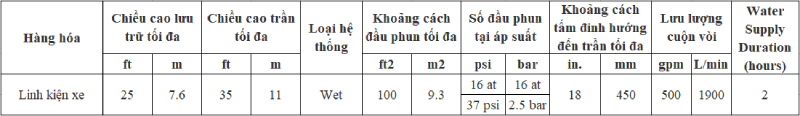 Hàng hóa | Chiều cao lưu trữ tối đa | Chiều cao trần tối đa | Loại hệ thống | Khoảng cách đầu phun tối đa | Số đầu phun tại áp suất | Khoảng cách tấm đinh hướng đến trần tối đa | Lưu lượng cuộn vòi | Water Supply Duration (hours)
ft | m | ft | m | ft2 | m2 | psi | bar | in. | mm | gpm | L/min
Linh kiện xe | 25 | 7.6 | 35 | 11 | Wet | 100 | 9.3 | 16 at | 16 at | 18 | 450 | 500 | 1900 | 2
37 psi | 2.5 bar